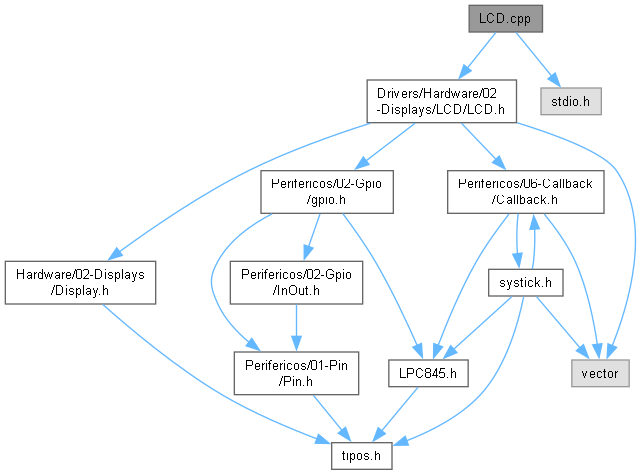 LCD.cpp
Drivers/Hardware/02
-Displays/LCD/LCD.h
stdio.h
Perifericos/02-Gpio
/gpio.h
Perifericos/06-Callback
/Callback.h
Hardware/02-Displays
/Display.h
Perifericos/02-Gpio
/InOut.h
systick.h
Perifericos/01-Pin
/Pin.h
LPC845.h
vector
tipos.h